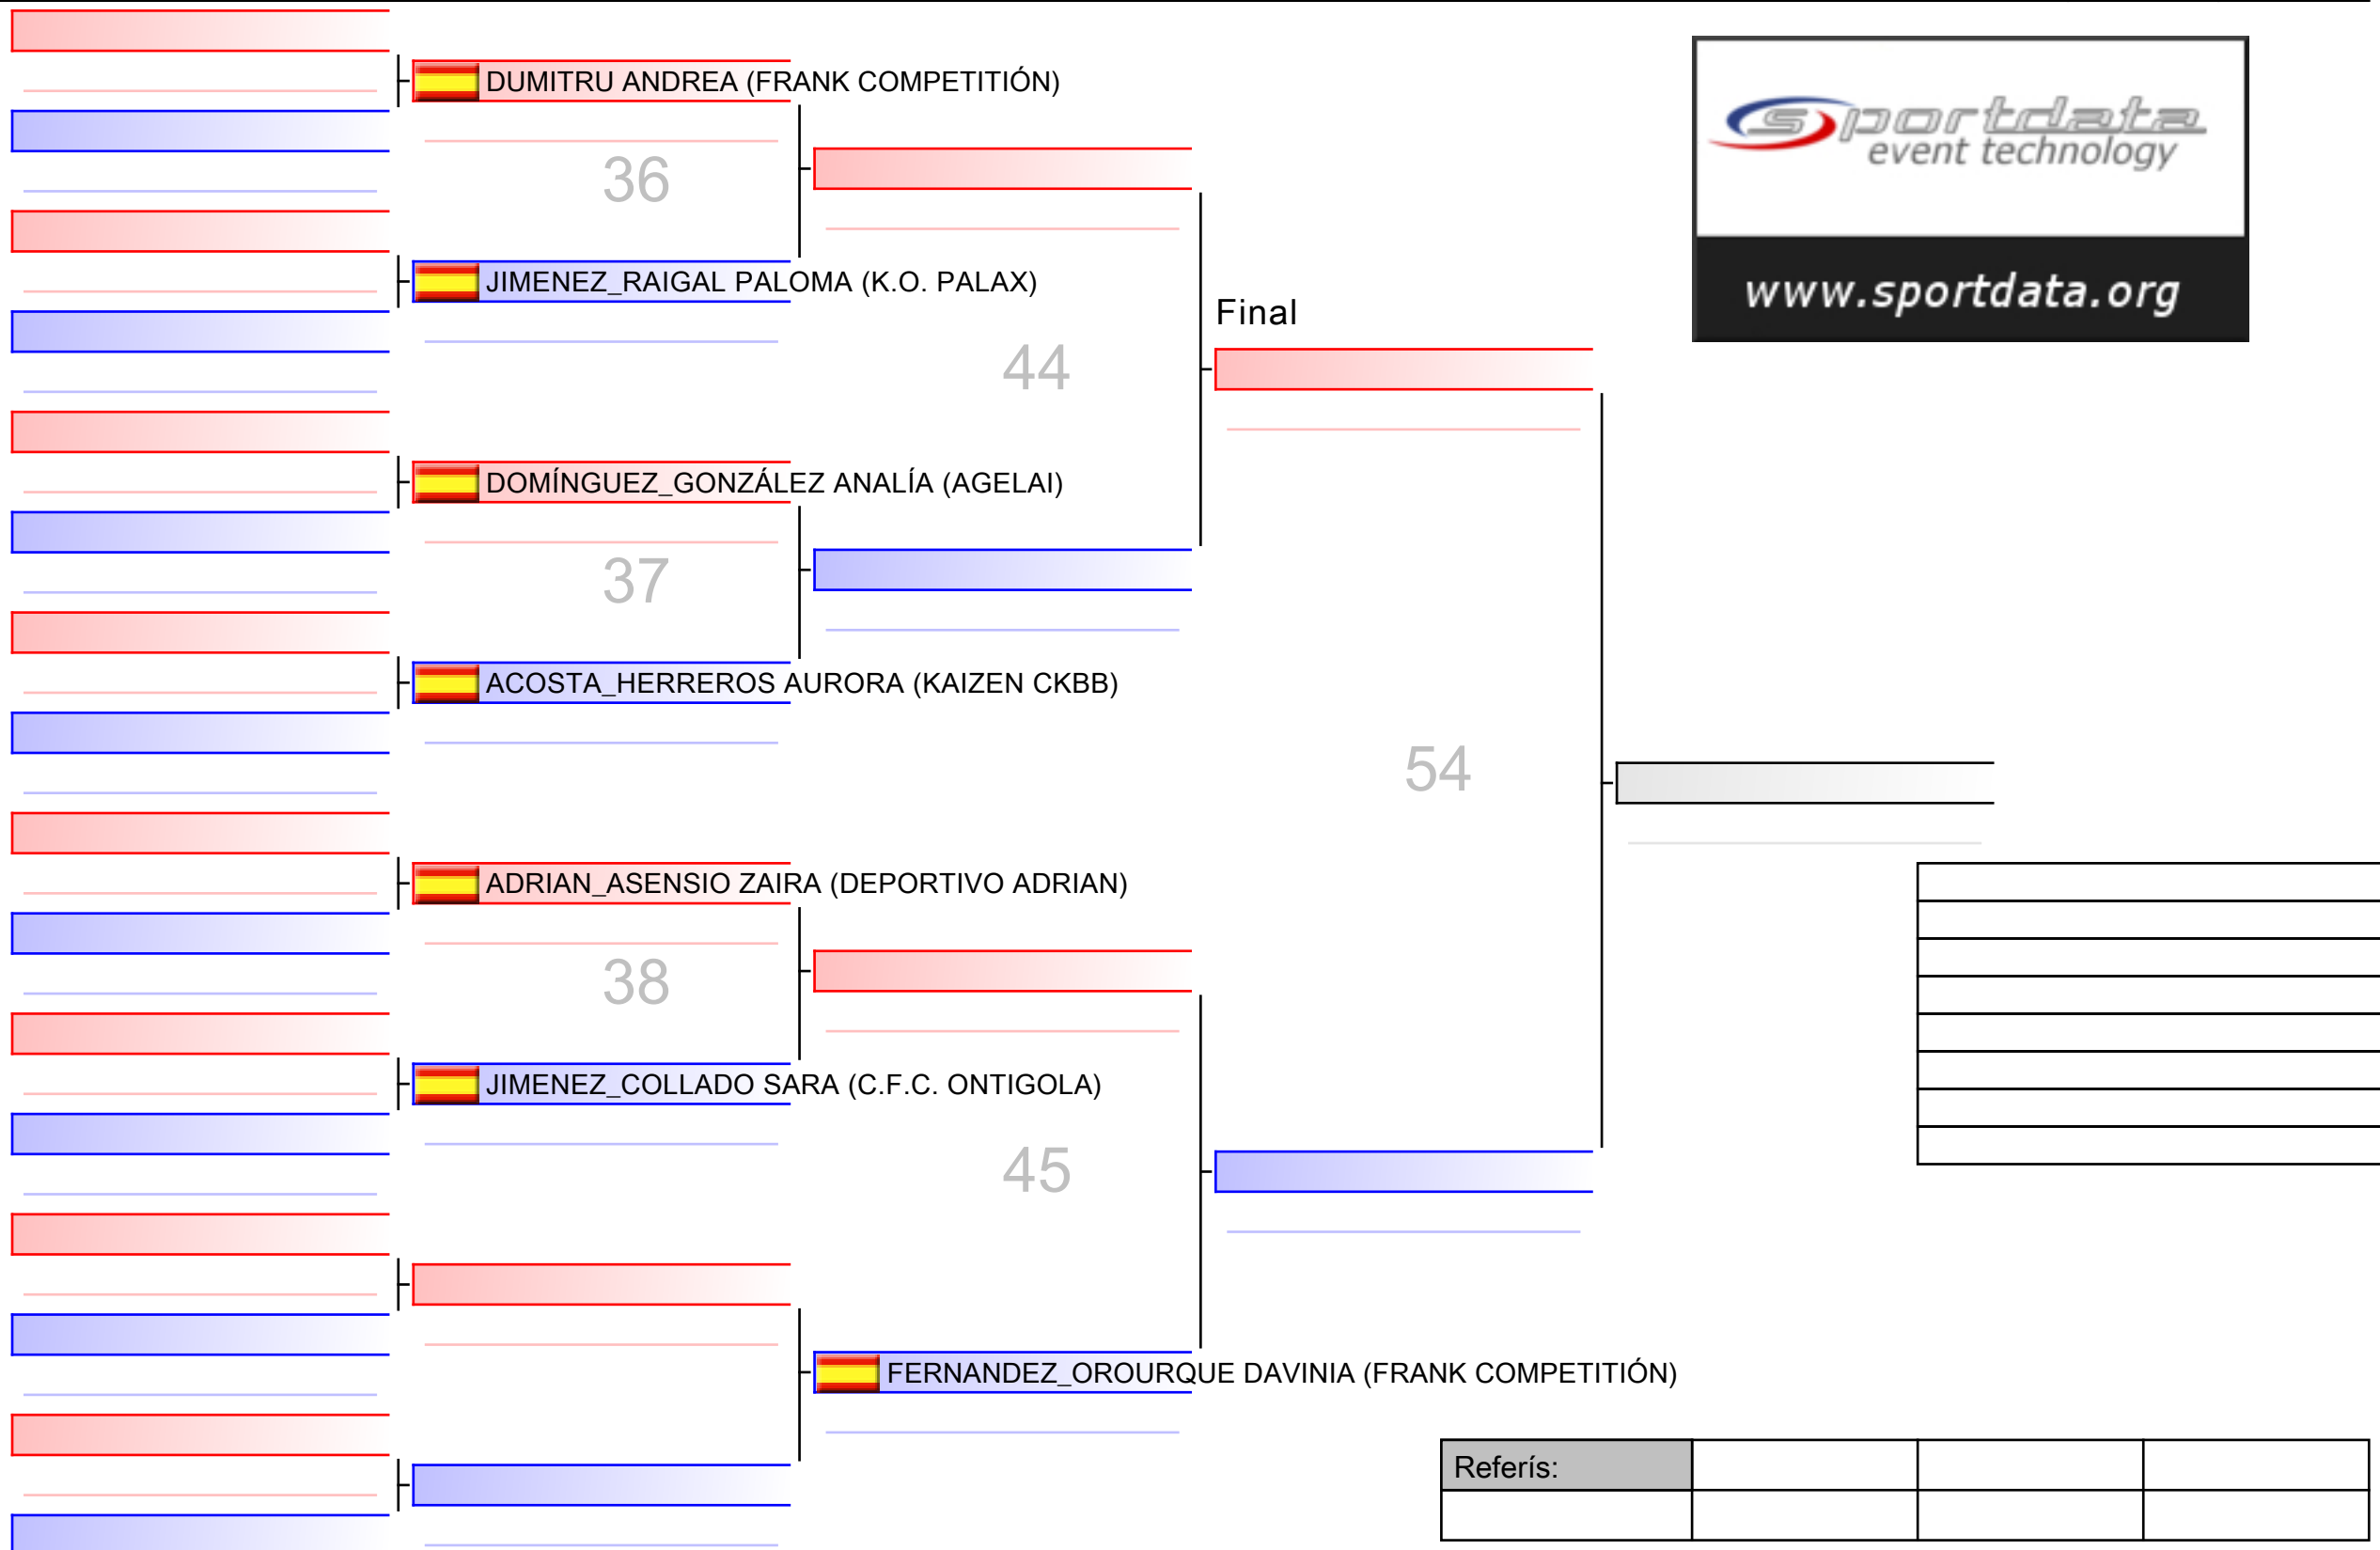 DUMITRU ANDREA (FRANK COMPETITIÓN)
36
JIMENEZ_RAIGAL PALOMA (K.O. PALAX)
44
DOMÍNGUEZ_GONZÁLEZ ANALÍA (AGELAI)
37
ACOSTA_HERREROS AURORA (KAIZEN CKBB)
Final
54
ADRIAN_ASENSIO ZAIRA (DEPORTIVO ADRIAN)
38
JIMENEZ_COLLADO SARA (C.F.C. ONTIGOLA)
45
FERNANDEZ_OROURQUE DAVINIA (FRANK COMPETITIÓN)
sportdata
event technology
www.sportdata.org
Referís: